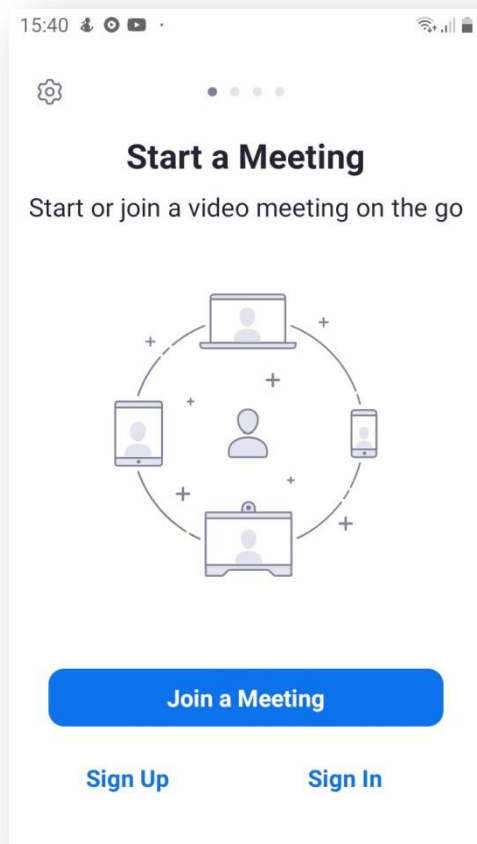 15:40
Start a Meeting
Start or join a video meeting on the go
Join a Meeting
Sign Up
Sign In